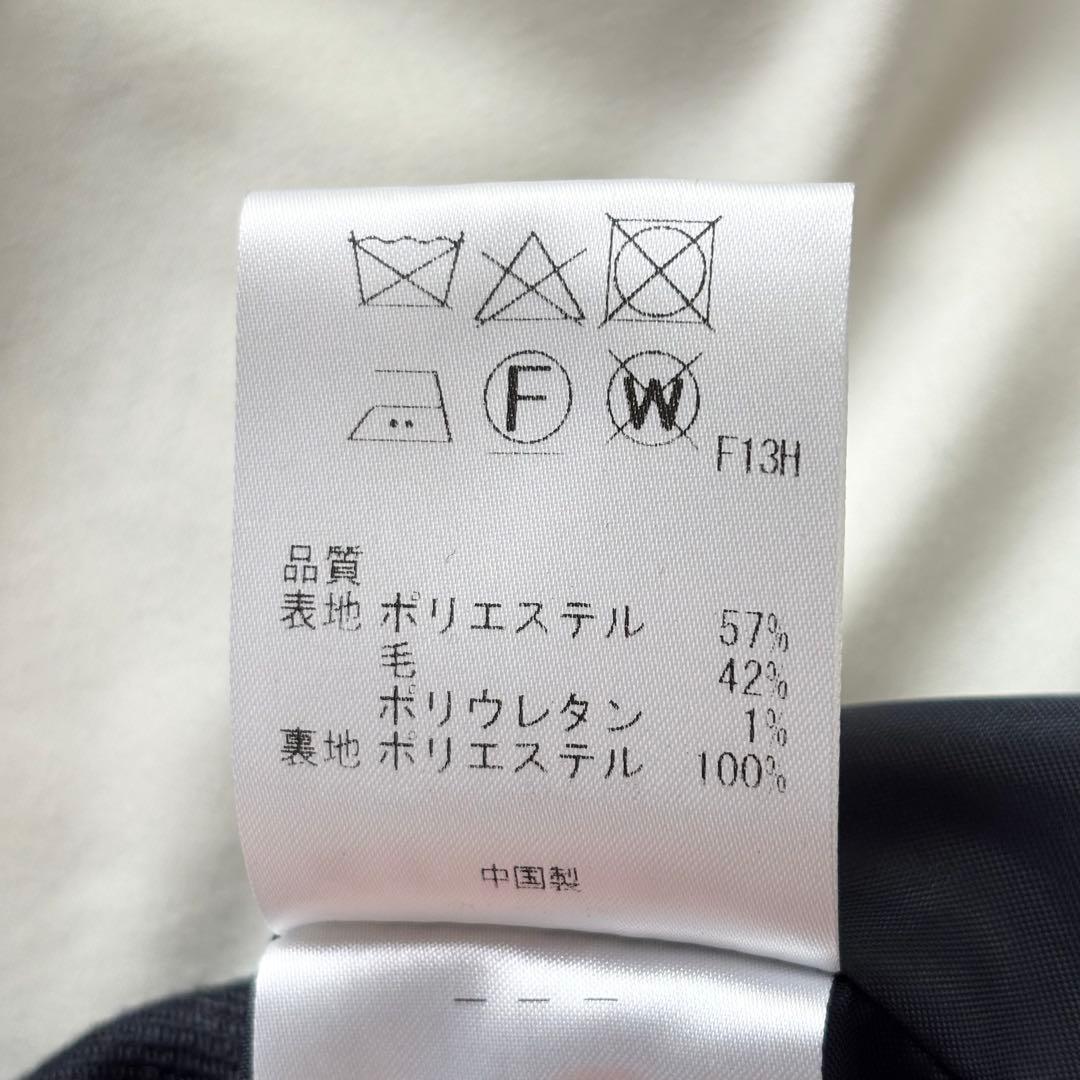 F W
F13H
品質
表地 ポリエステル 57%
毛 42%
ポリウレタン 1%
裏地 ポリエステル 100%
中国製